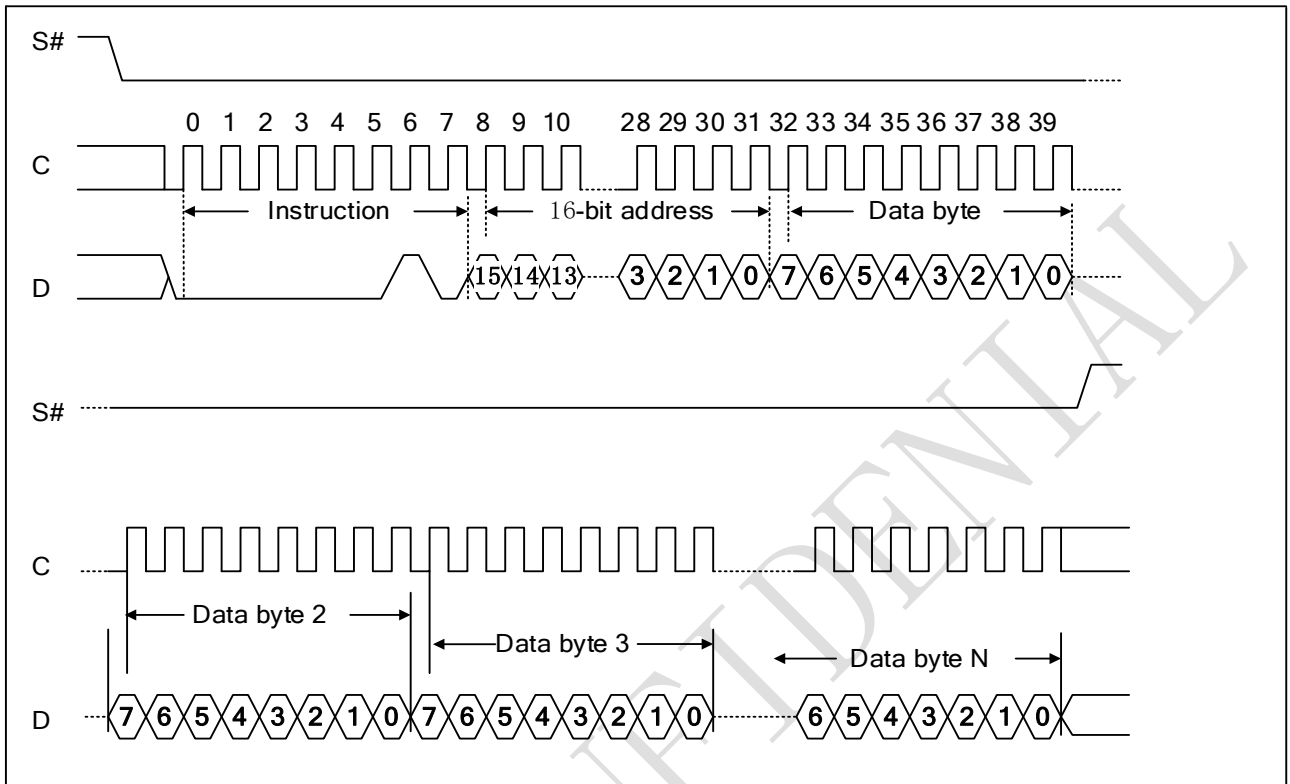 S#
0 1 2 3 4 5 6 7 8 9 10 28 29 30 31 32 33 34 35 36 37 38 39
C
Instruction 16-bit address Data byte
D 15 14 13 3 2 1 0 7 6 5 4 3 2 1 0
S#
C
Data byte 2 Data byte 3 Data byte N
D 7 6 5 4 3 2 1 0 7 6 5 4 3 2 1 0 6 5 4 3 2 1 0
FIDENIAL